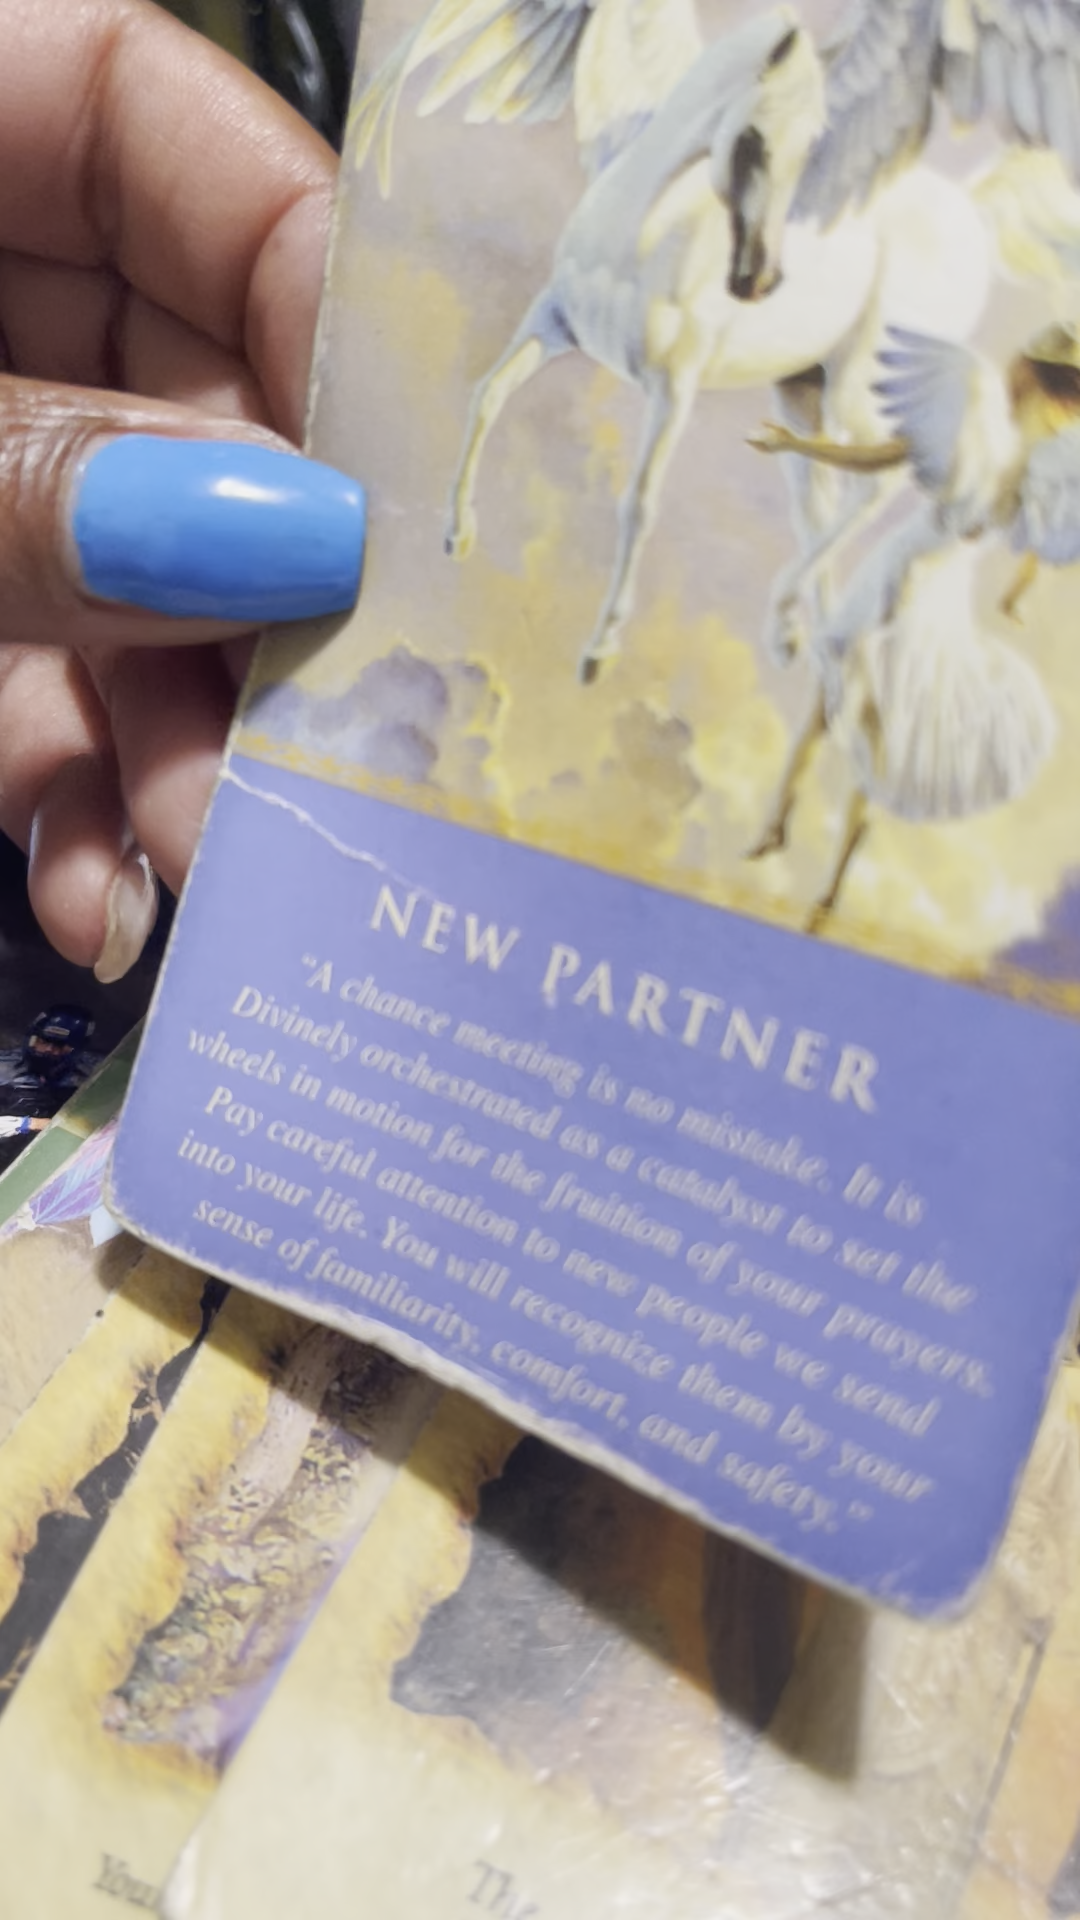 NEW PARTNER
“A chance meeting is no mistake. It is
Divinely orchestrated as a catalyst to set the
wheels in motion for the fruition of your prayers.
Pay careful attention to new people we send
into your life. You will recognize them by your
sense of familiarity, comfort, and safety.”
The